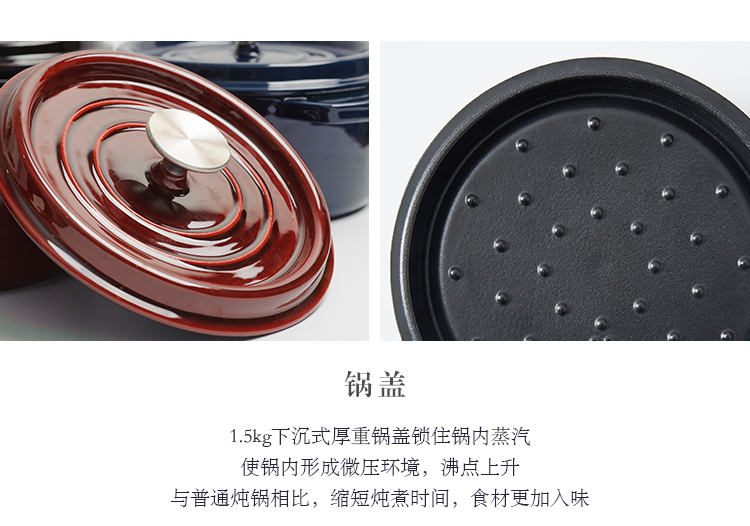 锅盖
1.5kg下沉式厚重锅盖锁住锅内蒸汽
使锅内形成微压环境，沸点上升
与普通炖锅相比，缩短炖煮时间，食材更加入味